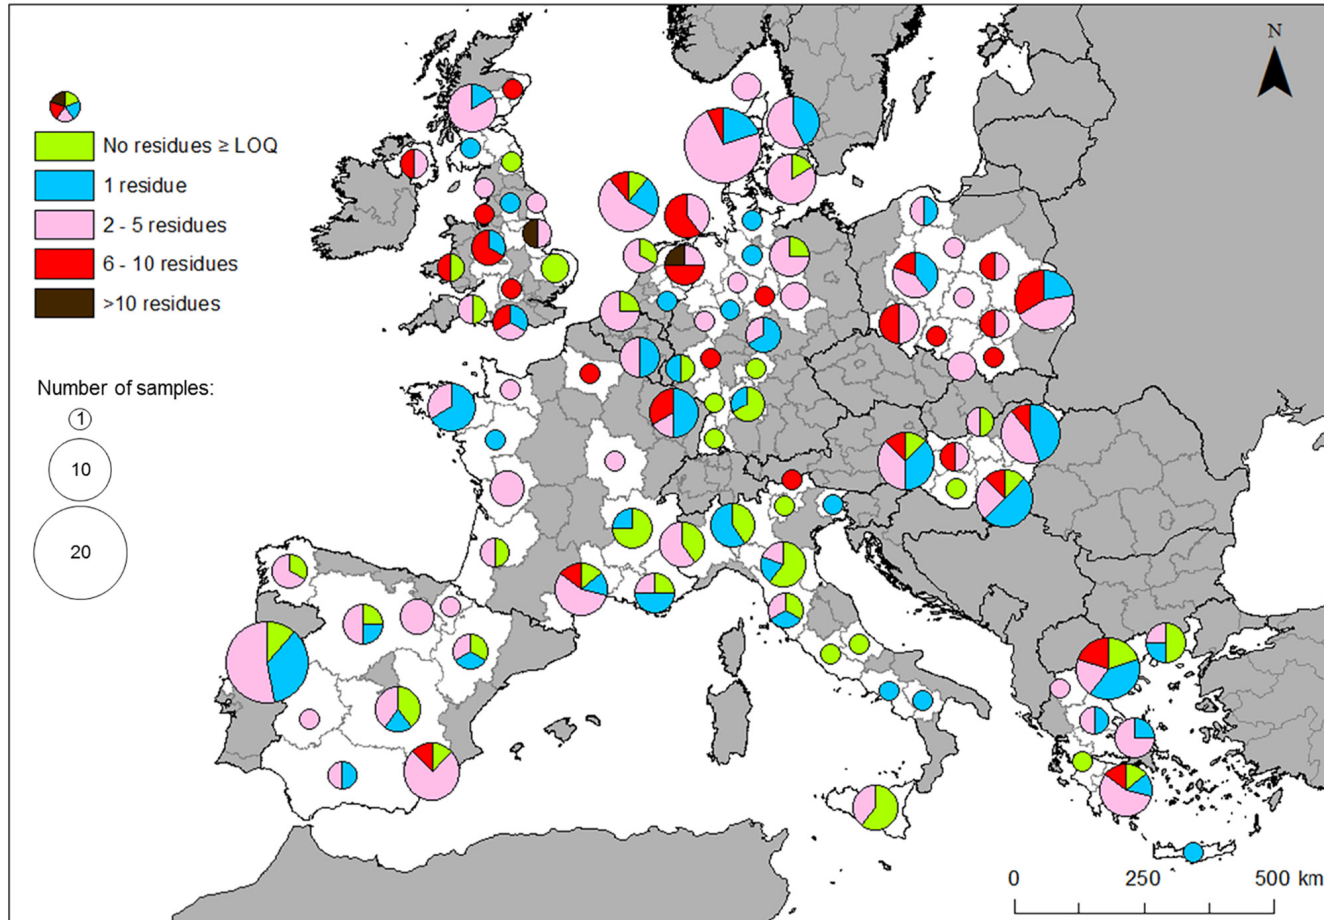 N
No residues ≥ LOQ
1 residue
2 - 5 residues
6 - 10 residues
>10 residues
Number of samples:
1
10
20
0 250 500 km